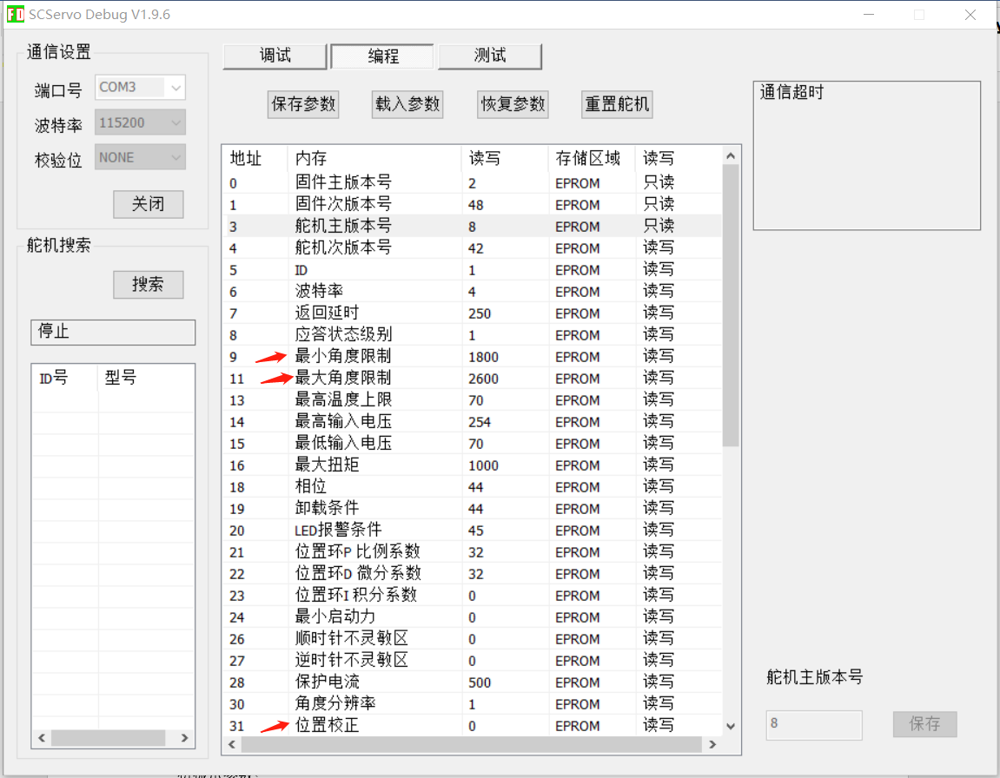 SCServo Debug V1.9.6
通信设置
端口号 COM3
波特率 115200
校验位 NONE
关闭
舵机搜索
搜索
停止
ID号 型号
调试 编程 测试
保存参数 载入参数 恢复参数 重置舵机
地址 内存 读写 存储区域 读写
0 固件主版本号 2 EPROM 只读
1 固件次版本号 48 EPROM 只读
3 舵机主版本号 8 EPROM 只读
4 舵机次版本号 42 EPROM 读写
5 ID 1 EPROM 读写
6 波特率 4 EPROM 读写
7 返回延时 250 EPROM 读写
8 应答状态级别 1 EPROM 读写
9 最小角度限制 1800 EPROM 读写
11 最大角度限制 2600 EPROM 读写
13 最高温度上限 70 EPROM 读写
14 最高输入电压 254 EPROM 读写
15 最低输入电压 70 EPROM 读写
16 最大扭矩 1000 EPROM 读写
18 相位 44 EPROM 读写
19 卸载条件 44 EPROM 读写
20 LED报警条件 45 EPROM 读写
21 位置环P 比例系数 32 EPROM 读写
22 位置环D 微分系数 32 EPROM 读写
23 位置环I 积分系数 0 EPROM 读写
24 最小启动力 0 EPROM 读写
26 顺时针不灵敏区 0 EPROM 读写
27 逆时针不灵敏区 0 EPROM 读写
28 保护电流 500 EPROM 读写
30 角度分辨率 1 EPROM 读写
31 位置校正 0 EPROM 读写
通信超时
舵机主版本号
8 保存